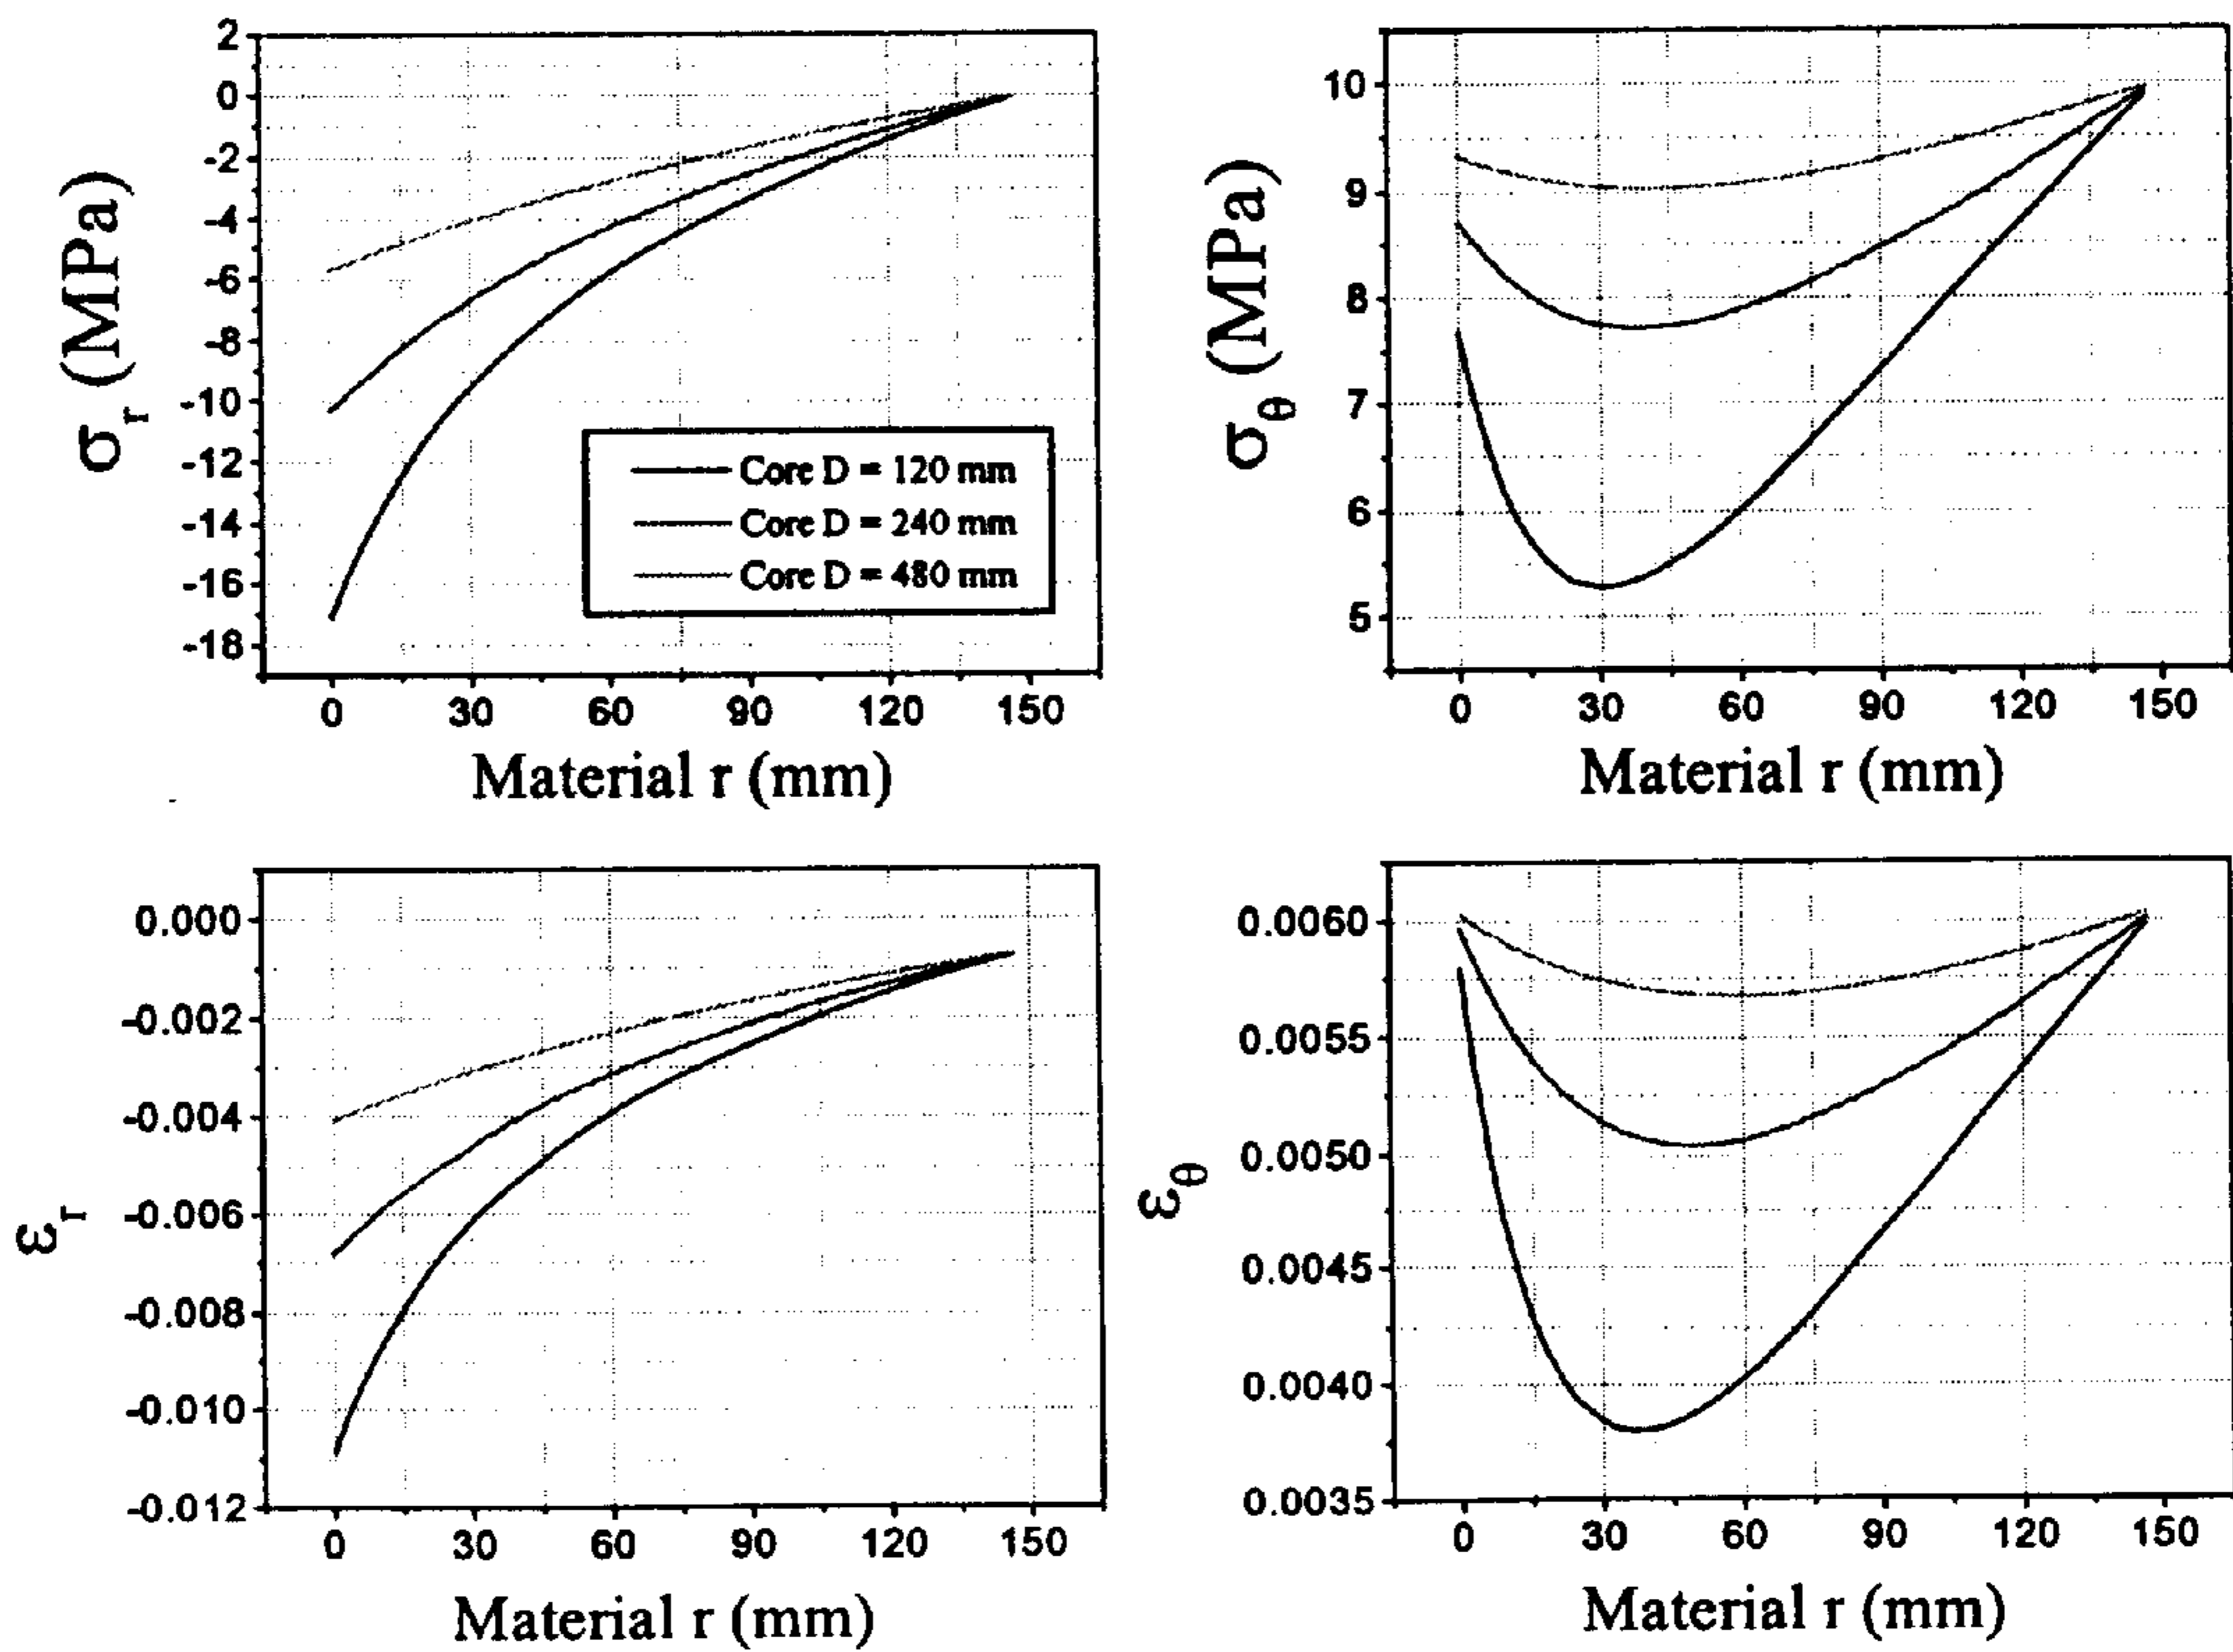 2
0
-2
-4
-6
-8
-10
-12
-14
-16
-18
σr (MPa)
Core D = 120 mm
Core D = 240 mm
Core D = 480 mm
0 30 60 90 120 150
Material r (mm)
10
9
8
7
6
5
σθ (MPa)
0 30 60 90 120 150
Material r (mm)
0.000
-0.002
-0.004
-0.006
-0.008
-0.010
-0.012
εr
0 30 60 90 120 150
Material r (mm)
0.0060
0.0055
0.0050
0.0045
0.0040
0.0035
εθ
0 30 60 90 120 150
Material r (mm)